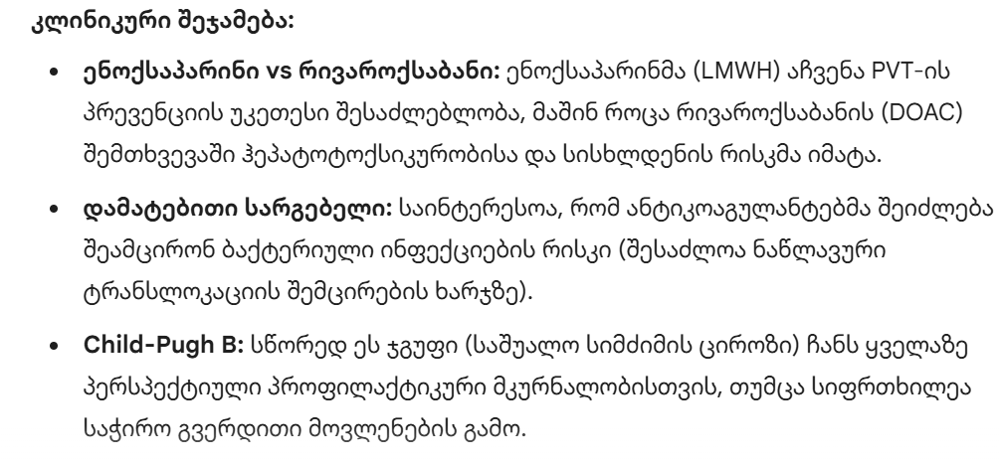 კლინიკური შეჯამება:
• ენოქსაპარინი vs რივაროქსაბანი: ენოქსაპარინმა (LMWH) აჩვენა PVT-ის
პრევენციის უკეთესი შესაძლებლობა, მაშინ როცა რივაროქსაბანის (DOAC)
შემთხვევაში ჰეპატოტოქსიკურობისა და სისხლდენის რისკმა იმატა.
• დამატებითი სარგებელი: საინტერესოა, რომ ანტიკოაგულანტებმა შეიძლება
შეამცირონ ბაქტერიული ინფექციების რისკი (შესაძლოა ნაწლავური
ტრანსლოკაციის შემცირების ხარჯზე).
• Child-Pugh B: სწორედ ეს ჯგუფი (საშუალო სიმძიმის ციროზი) ჩანს ყველაზე
პერსპექტიული პროფილაქტიკური მკურნალობისთვის, თუმცა სიფრთხილეა
საჭირო გვერდითი მოვლენების გამო.